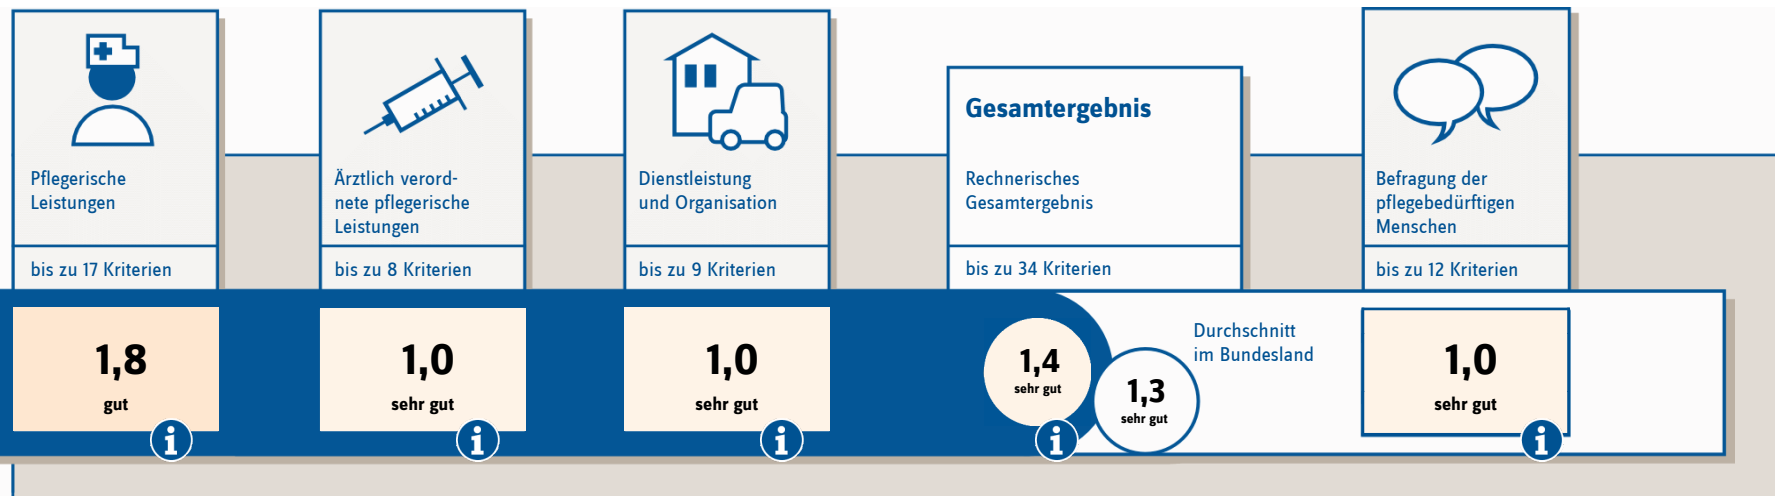 Pflegerische
Leistungen
bis zu 17 Kriterien
1,8
gut
Ärztlich verord-
nete pflegerische
Leistungen
bis zu 8 Kriterien
1,0
sehr gut
Dienstleistung
und Organisation
bis zu 9 Kriterien
1,0
sehr gut
Gesamtergebnis
Rechnerisches
Gesamtergebnis
bis zu 34 Kriterien
1,4
sehr gut
1,3
sehr gut
Durchschnitt
im Bundesland
Befragung der
pflegebedürftigen
Menschen
bis zu 12 Kriterien
1,0
sehr gut